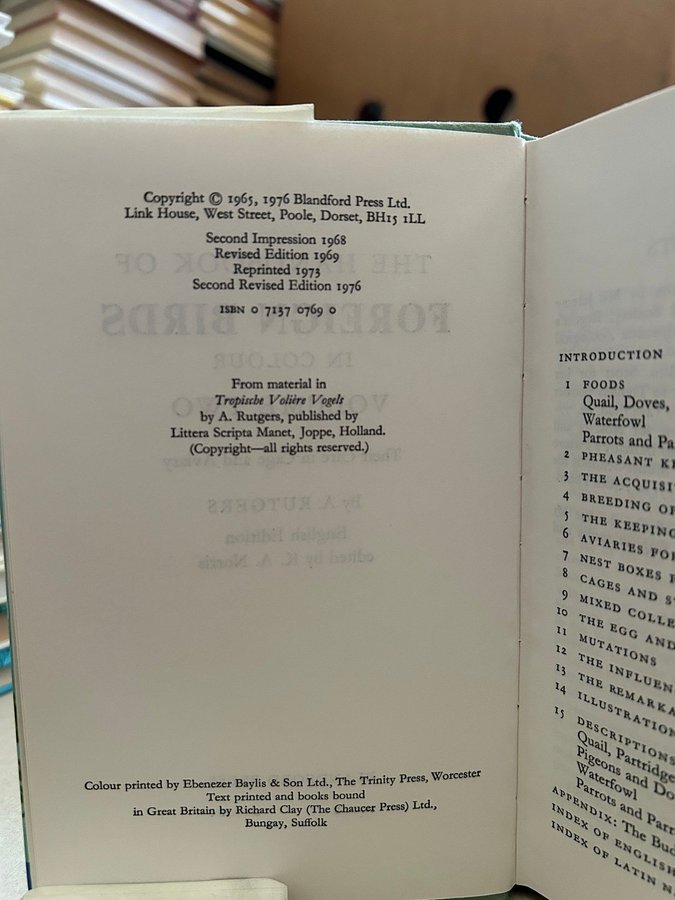 Copyright © 1965, 1976 Blandford Press Ltd.
Link House, West Street, Poole, Dorset, BH15 1LL
Second Impression 1968
Revised Edition 1969
Reprinted 1973
Second Revised Edition 1976
ISBN 0 7137 0769 0
From material in
Tropische Volière Vogels
by A. Rutgers, published by
Littera Scripta Manet, Joppe, Holland.
(Copyright—all rights reserved.)
Colour printed by Ebenezer Baylis & Son Ltd., The Trinity Press, Worcester
Text printed and books bound
in Great Britain by Richard Clay (The Chaucer Press) Ltd.,
Bungay, Suffolk
INTRODUCTION
1 FOODS
Quail, Doves,
Waterfowl
Parrots and Pa
2 PHEASANT KE
3 THE ACQUISIT
4 BREEDING OF
5 THE KEEPING
6 AVIARIES FO
7 NEST BOXES F
8 CAGES AND S
9 MIXED COLLE
10 THE EGG AND
11 MUTATIONS
12 THE INFLUEN
13 THE REMARKA
14 ILLUSTRATION
15 DESCRIPTIONS
Quail, Partridge
Pigeons and Do
Waterfowl
Parrots and Parr
APPENDIX: The Bud
INDEX OF ENGLISH
INDEX OF LATIN N